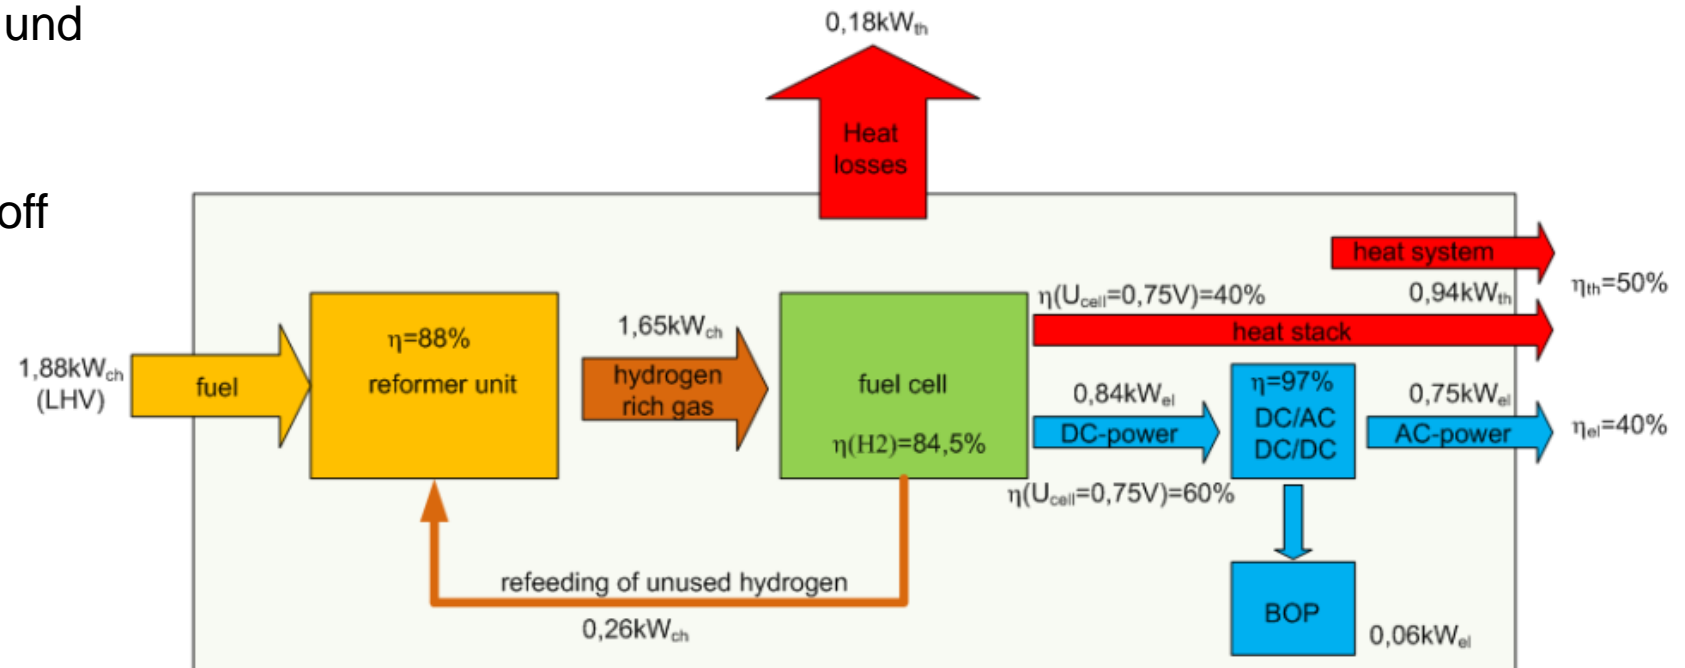 und
off
0,18kWth
Heat
losses
heat system
ηth=50%
η(Ucell=0,75V)=40%
0,94kWth
heat stack
1,88kWch
(LHV)
fuel
η=88%
reformer unit
1,65kWch
hydrogen
rich gas
fuel cell
η(H2)=84,5%
0,84kWel
DC-power
η(Ucell=0,75V)=60%
η=97%
DC/AC
DC/DC
0,75kWel
AC-power
ηel=40%
refeeding of unused hydrogen
0,26kWch
BOP
0,06kWel